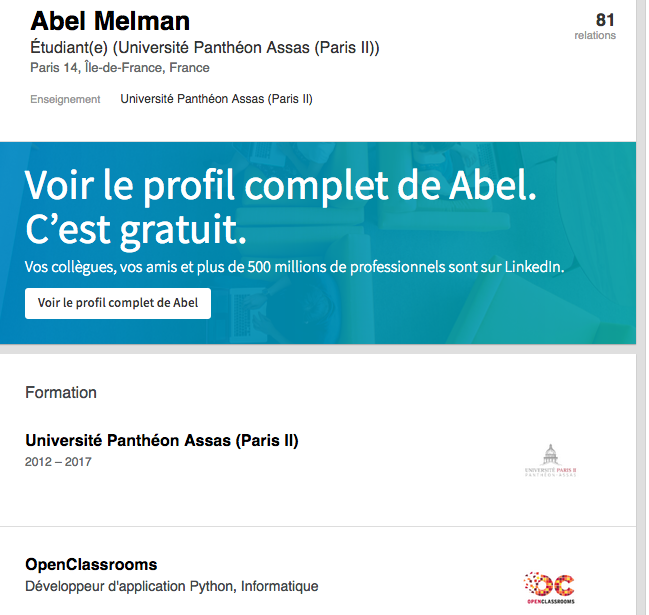 Abel Melman
81
relations
Étudiant(e) (Université Panthéon Assas (Paris II))
Paris 14, Île-de-France, France
Enseignement Université Panthéon Assas (Paris II)
Voir le profil complet de Abel.
C’est gratuit.
Vos collègues, vos amis et plus de 500 millions de professionnels sont sur LinkedIn.
Voir le profil complet de Abel
Formation
Université Panthéon Assas (Paris II)
2012 – 2017
UNIVERSITÉ PARIS II
PANTHÉON-ASSAS
OpenClassrooms
Développeur d'application Python, Informatique
OC
OPENCLASSROOMS